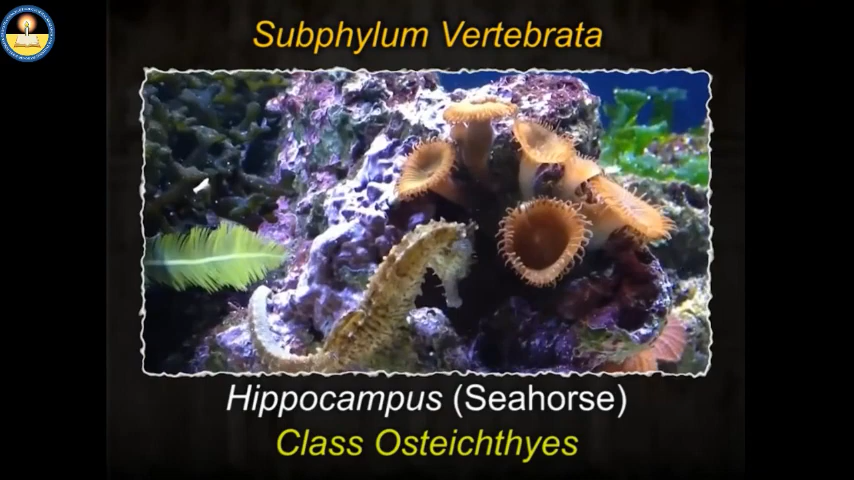 Subphylum Vertebrata
Hippocampus (Seahorse)
Class Osteichthyes